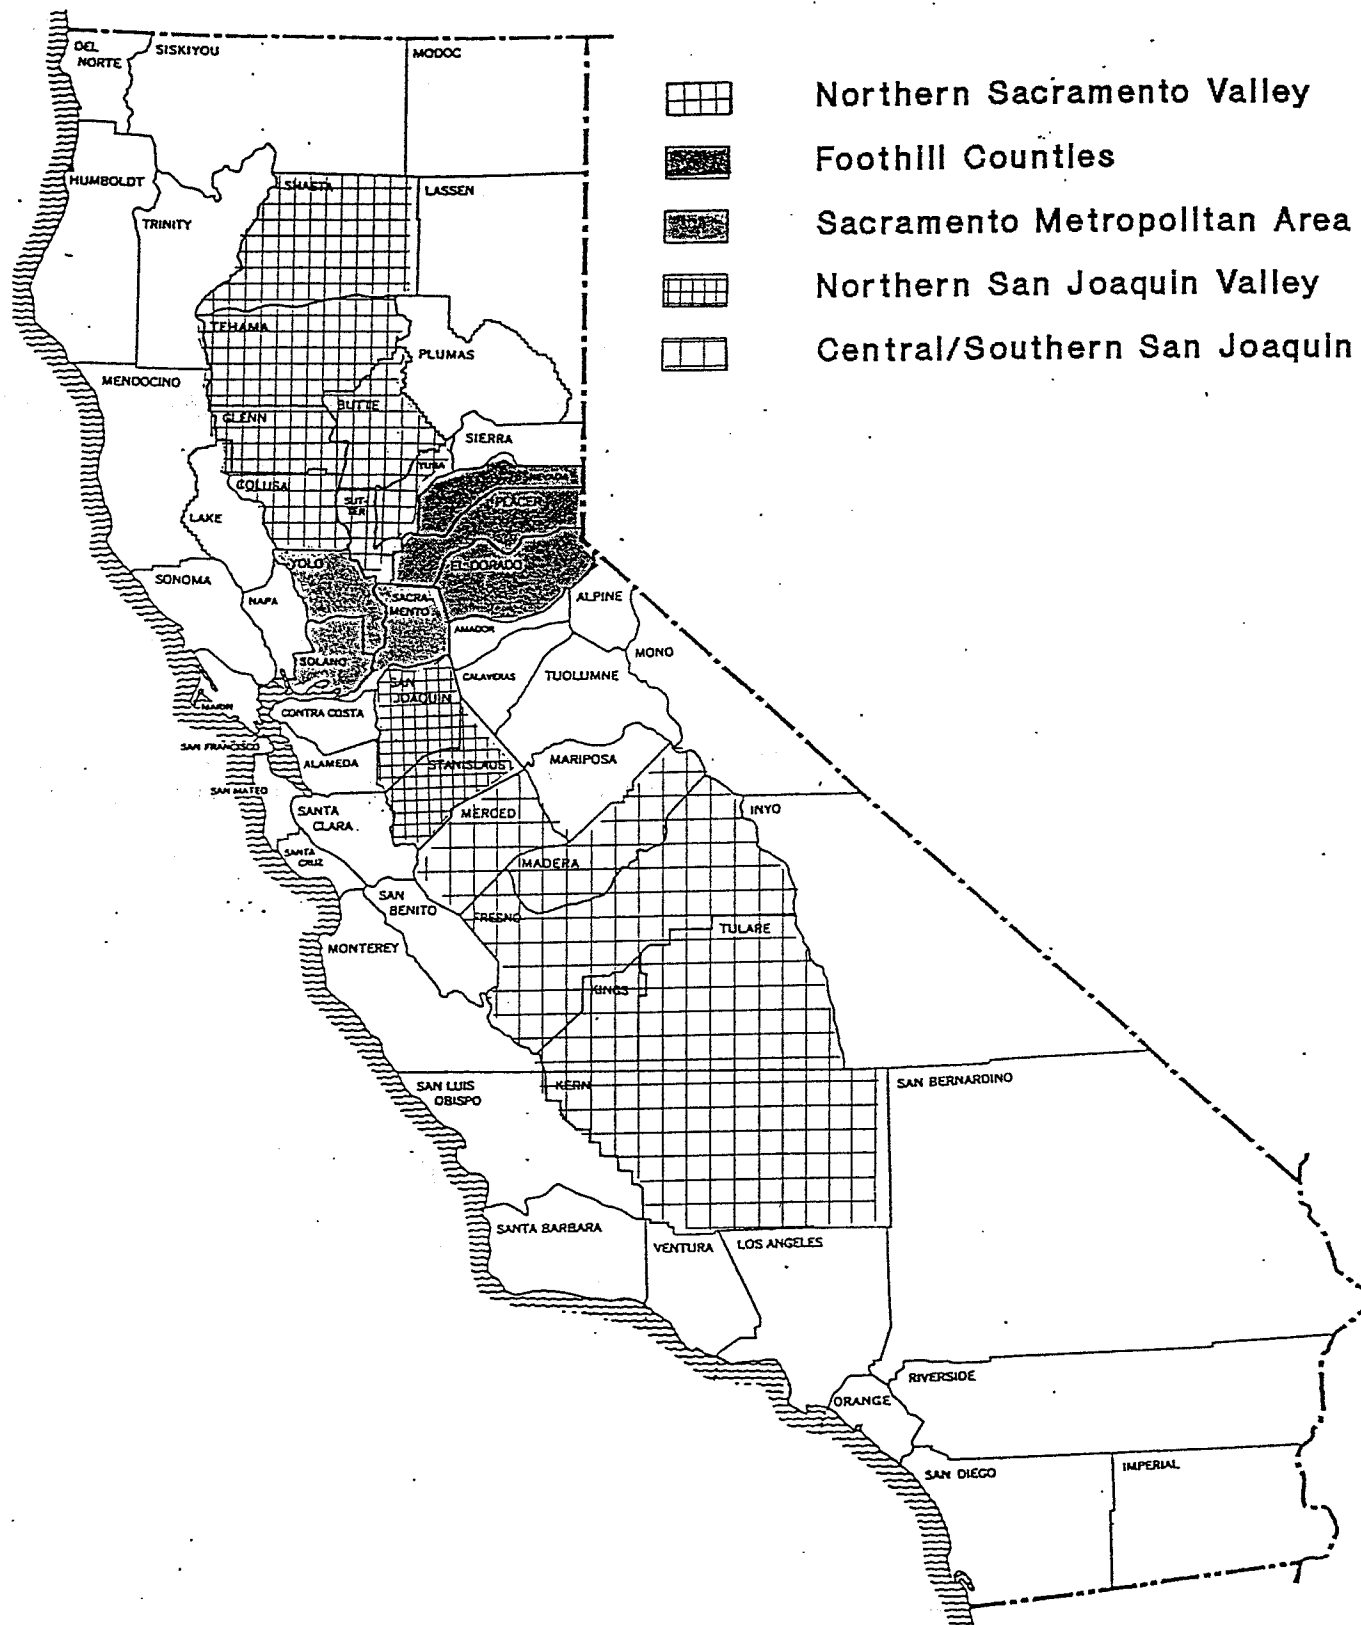 DEL
NORTE
SISKIYOU
MODOC
Northern Sacramento Valley
Foothill Counties
HUMBOLDT
SHASTA
LASSEN
TRINITY
Sacramento Metropolitan Area
Northern San Joaquin Valley
TEHAMA
PLUMAS
Central/Southern San Joaquin
MENDOCINO
BUTTE
GLENN
SIERRA
YUBA
NEVADA
COLUSA
SUT-
TER
PLACER
LAKE
YOLO
EL DORADO
SONOMA
NAPA
SACRA-
MENTO
ALPINE
AMADOR
MONO
SOLANO
CALAVERAS
TUOLUMNE
SAN
JOAQUIN
MARIN
CONTRA COSTA
SAN FRANCISCO
ALAMEDA
STANISLAUS
MARIPOSA
SAN MATEO
SANTA
CLARA
MERCED
INYO
SANTA
CRUZ
MADERA
SAN
BENITO
FRESNO
TULARE
MONTEREY
KINGS
SAN LUIS
OBISPO
KERN
SAN BERNARDINO
SANTA BARBARA
VENTURA
LOS ANGELES
RIVERSIDE
ORANGE
SAN DIEGO
IMPERIAL